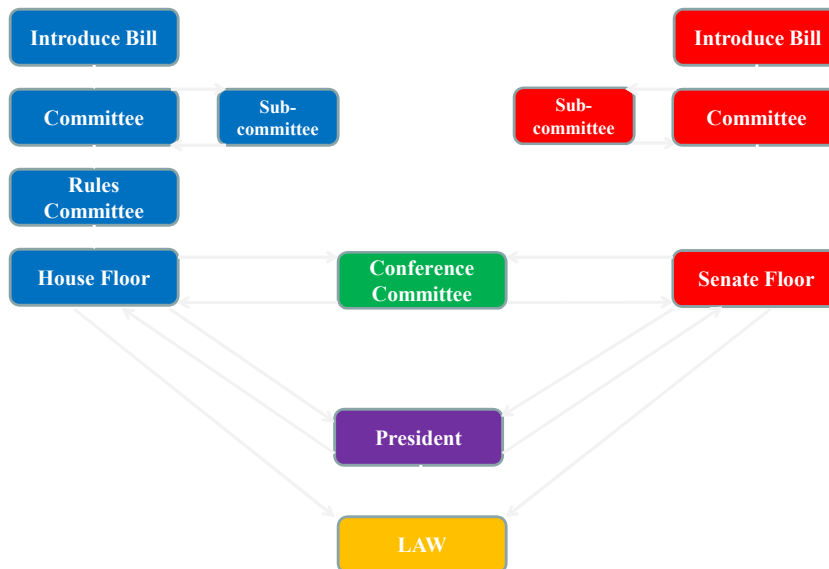 Introduce Bill
Introduce Bill
Committee
Sub-
committee
Sub-
committee
Committee
Rules
Committee
House Floor
Conference
Committee
Senate Floor
President
LAW